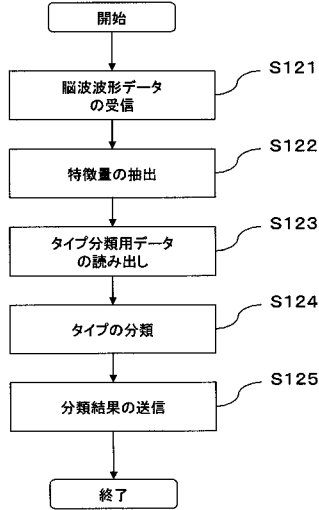 開始
S121
脳波波形データ
の受信
S122
特徴量の抽出
S123
タイプ分類用データ
の読み出し
S124
タイプの分類
S125
分類結果の送信
終了